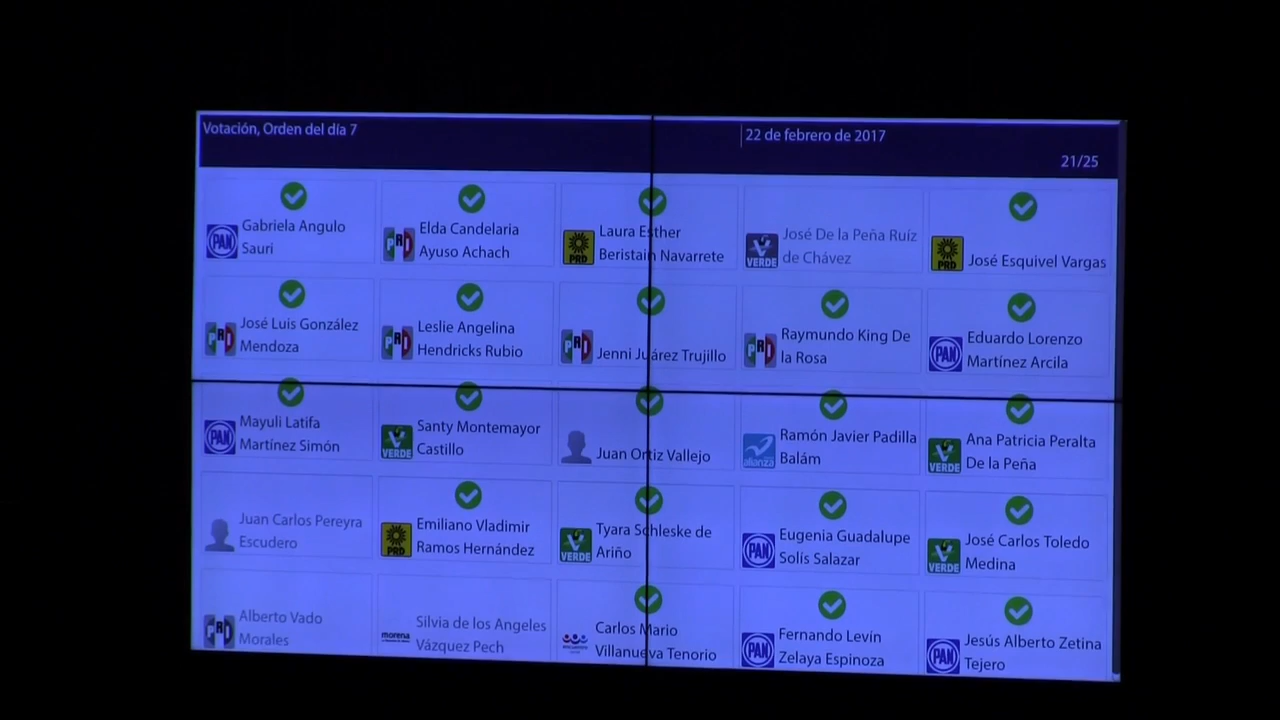 Votación, Orden del día 7
22 de febrero de 2017
21/25
Gabriela Angulo
Sauri
PAN
Elda Candelaria
Ayuso Achach
PRD
Laura Esther
Beristain Navarrete
PRD
José De la Peña Ruíz
de Chávez
VERDE
José Esquivel Vargas
PRD
José Luis González
Mendoza
PRI
Leslie Angelina
Hendricks Rubio
PRI
Jenni Juárez Trujillo
PRI
Raymundo King De
la Rosa
PRI
Eduardo Lorenzo
Martínez Arcila
PAN
Mayuli Latifa
Martínez Simón
PAN
Santy Montemayor
Castillo
VERDE
Juan Ortiz Vallejo
Ramón Javier Padilla
Balám
alianza
Ana Patricia Peralta
De la Peña
VERDE
Juan Carlos Pereyra
Escudero
Emiliano Vladimir
Ramos Hernández
PRD
Tyara Schleske de
Ariño
VERDE
Eugenia Guadalupe
Solís Salazar
PAN
José Carlos Toledo
Medina
VERDE
Alberto Vado
Morales
PRI
Silvia de los Angeles
Vázquez Pech
morena
Carlos Mario
Villanueva Tenorio
encuentro
Fernando Levín
Zelaya Espinoza
PAN
Jesús Alberto Zetina
Tejero
PAN